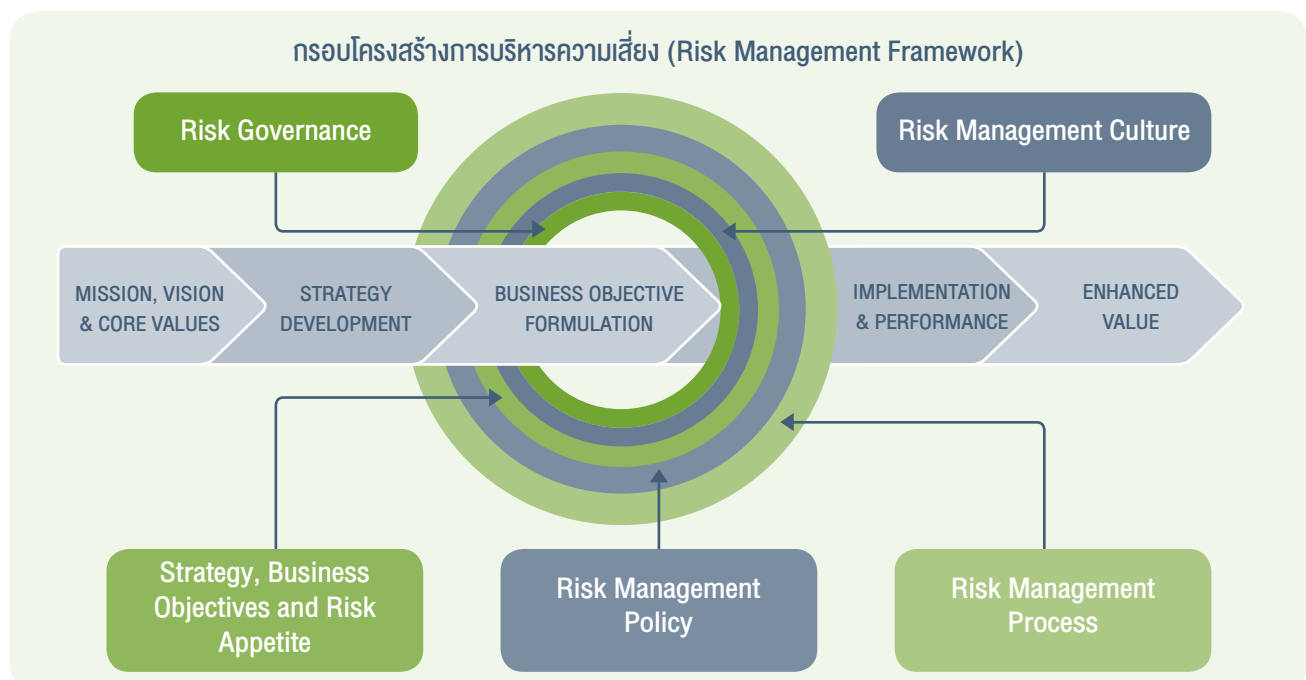 กรอบโครงสร้างการบริหารความเสี่ยง (Risk Management Framework)
Risk Governance
Risk Management Culture
MISSION, VISION
& CORE VALUES
STRATEGY
DEVELOPMENT
BUSINESS OBJECTIVE
FORMULATION
IMPLEMENTATION
& PERFORMANCE
ENHANCED
VALUE
Strategy, Business
Objectives and Risk
Appetite
Risk Management
Policy
Risk Management
Process